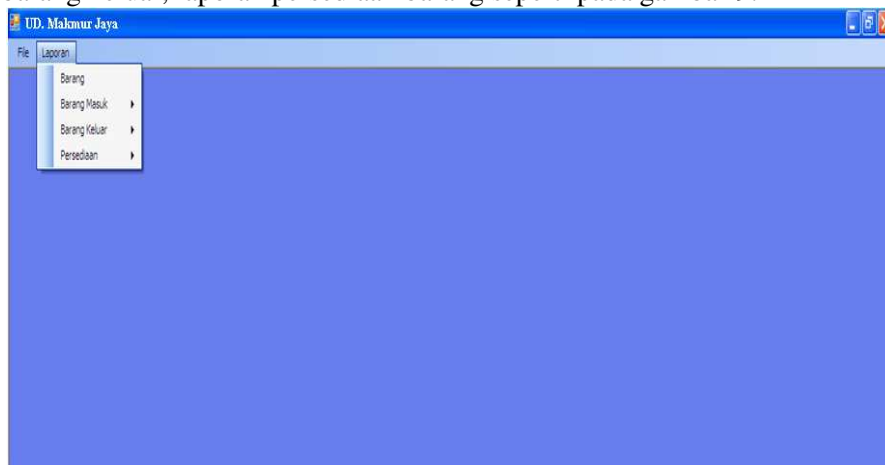 UD. Makmur Jaya
File Laporan
Barang
Barang Masuk
Barang Keluar
Persediaan